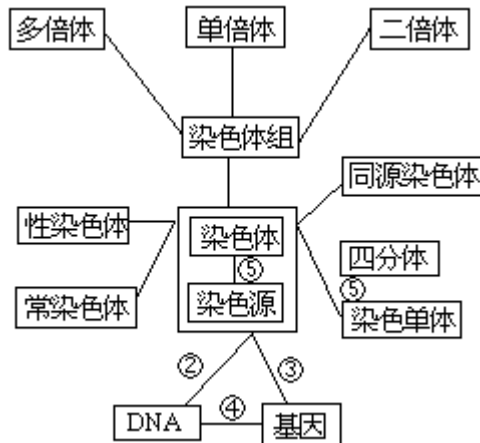 多倍体 单倍体 二倍体
染色体组
同源染色体
性染色体 染色体
四分体
⑤ ⑤
常染色体 染色源 染色单体
② ③
DNA ④ 基因